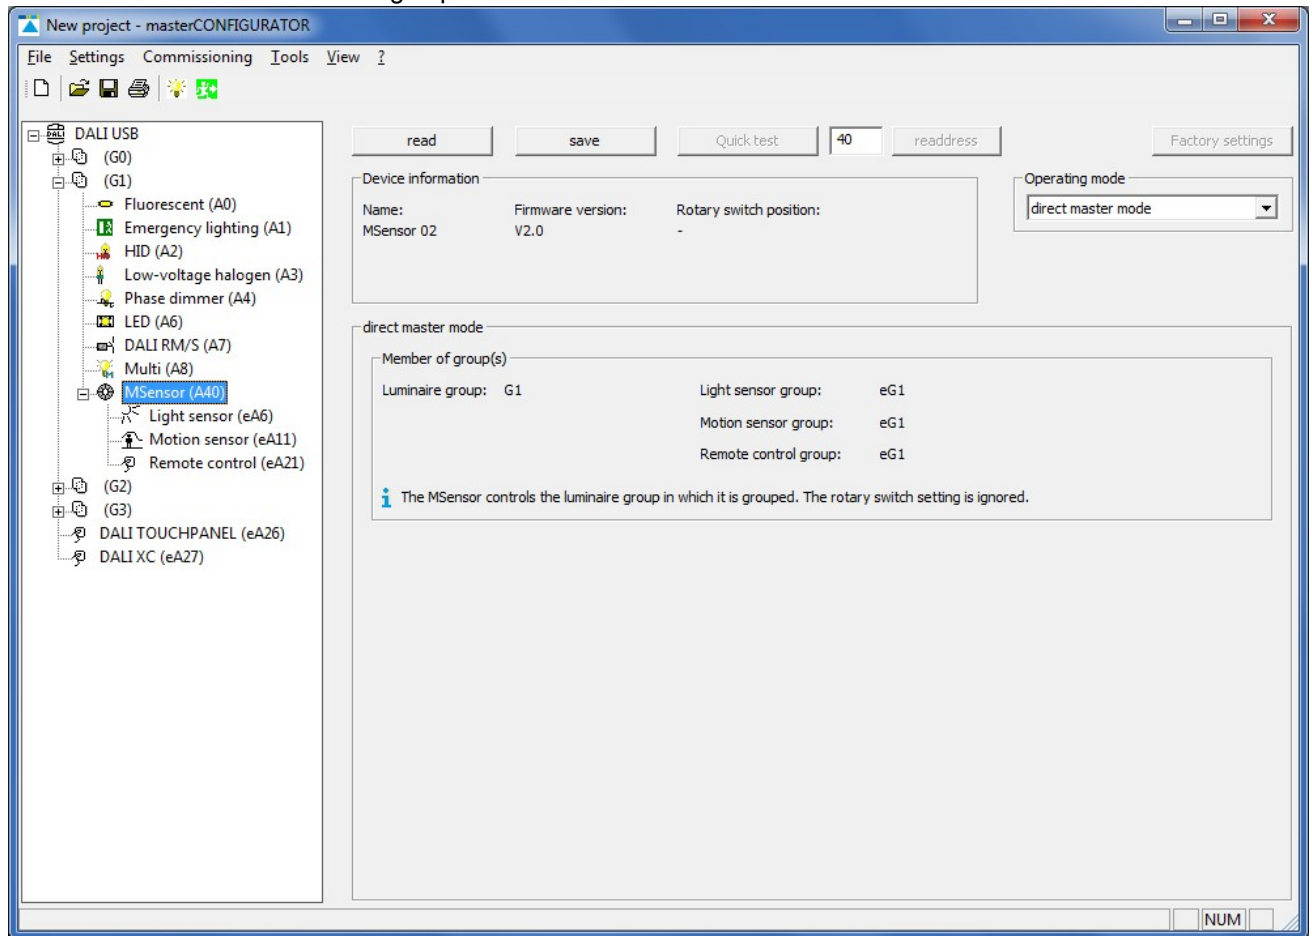 New project - masterCONFIGURATOR
File Settings Commissioning Tools View ?
DALI USB
(G0)
(G1)
Fluorescent (A0)
Emergency lighting (A1)
HID (A2)
Low-voltage halogen (A3)
Phase dimmer (A4)
LED (A6)
DALI RM/S (A7)
Multi (A8)
MSensor (A40)
Light sensor (eA6)
Motion sensor (eA11)
Remote control (eA21)
(G2)
(G3)
DALI TOUCHPANEL (eA26)
DALI XC (eA27)
read save Quick test 40 readdress Factory settings
Device information
Name: Firmware version: Rotary switch position:
MSensor 02 V2.0 -
Operating mode
direct master mode
direct master mode
Member of group(s)
Luminaire group: G1 Light sensor group: eG1
Motion sensor group: eG1
Remote control group: eG1
The MSensor controls the luminaire group in which it is grouped. The rotary switch setting is ignored.
NUM